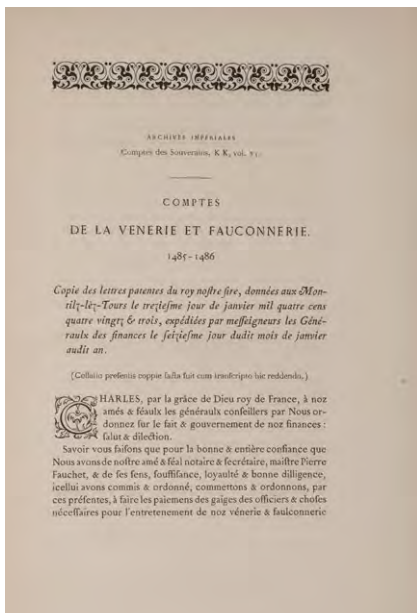 ARCHIVES IMPÉRIALES
Comptes des Souverains, KK, vol.
COMPTES
DE LA VENERIE ET FAUCONNERIE.
1485-1486
Copie des lettres patentes du roy noſtre ſire, données aux Mon-
tilz-lèz-Tours le trezieſme jour de janvier mil quatre cens
quatre vingtz & trois, expédiées par meſſeigneurs les Géné-
raulx des finances le ſeizieſme jour dudit mois de janvier
audit an.
(Collatio preſentis coppie facta fuit cum tranſcripto hic reddendo.)
CHARLES, par la grâce de Dieu roy de France, à noz
amés & féaulx les généraulx conſeillers par Nous or-
donnez ſur le fait & gouvernement de noz finances :
ſalut & dilection.
Savoir vous faiſons que pour la bonne & entière confiance que
Nous avons de noſtre amé & féal notaire & ſecrétaire, maiſtre Pierre
Fauchet, & de ſes ſens, ſouffiſance, loyaulté & bonne dilligence,
icellui avons commis & ordonné, commettons & ordonnons, par
ces préſentes, à faire les paiemens des gaiges des officiers & choſes
néceſſaires pour l'entretenement de noz vénerie & faulconnerie